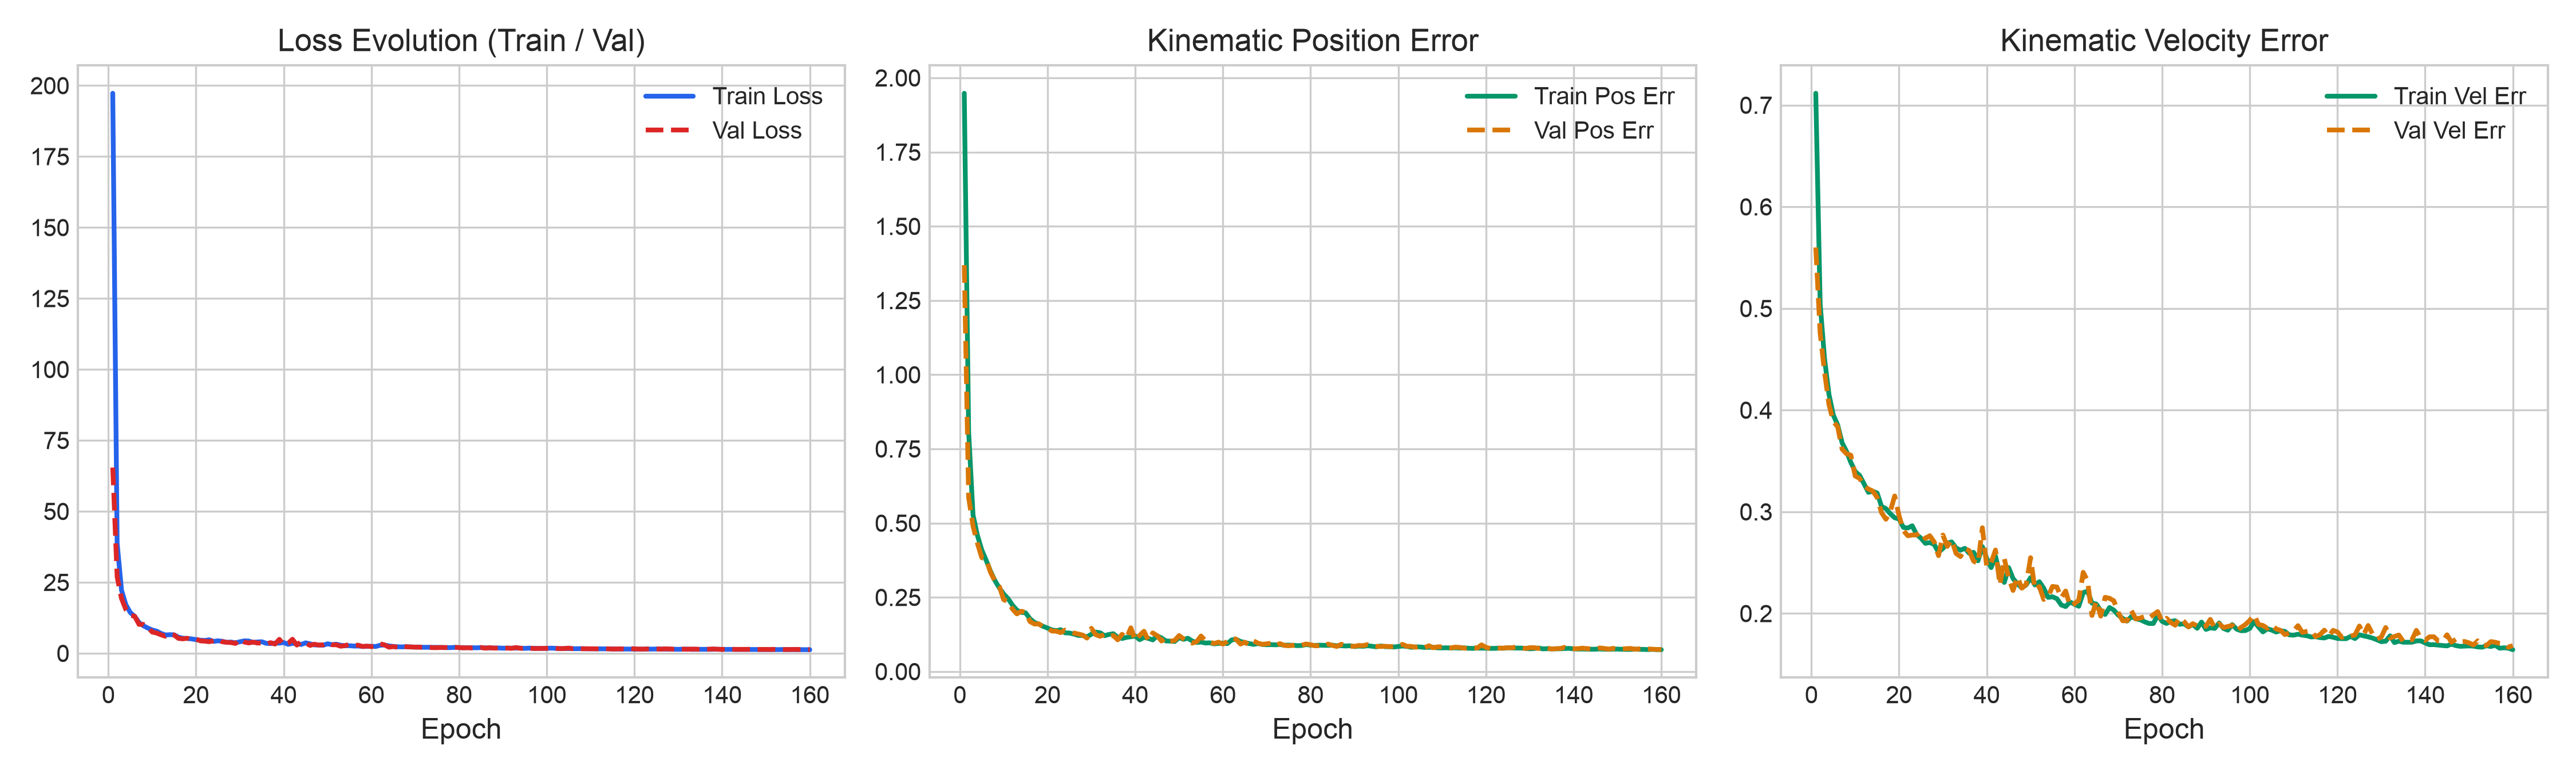 Loss Evolution (Train / Val)
200
175
150
125
100
75
50
25
0
0 20 40 60 80 100 120 140 160
Epoch
Train Loss
Val Loss
Kinematic Position Error
2.00
1.75
1.50
1.25
1.00
0.75
0.50
0.25
0.00
0 20 40 60 80 100 120 140 160
Epoch
Train Pos Err
Val Pos Err
Kinematic Velocity Error
0.7
0.6
0.5
0.4
0.3
0.2
0 20 40 60 80 100 120 140 160
Epoch
Train Vel Err
Val Vel Err